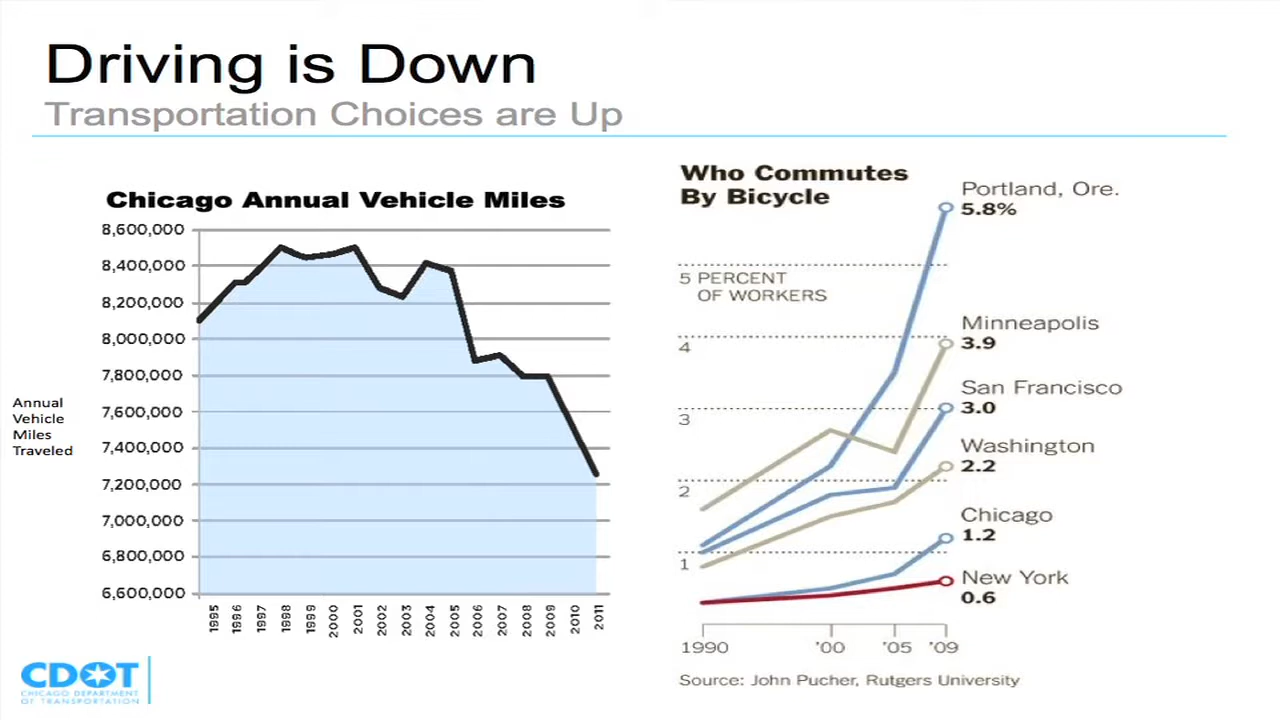 Driving is Down
Transportation Choices are Up
Chicago Annual Vehicle Miles
8,600,000
8,400,000
8,200,000
8,000,000
7,800,000
7,600,000
7,400,000
7,200,000
7,000,000
6,800,000
6,600,000
Annual
Vehicle
Miles
Traveled
1995
1996
1997
1998
1999
2000
2001
2002
2003
2004
2005
2006
2007
2008
2009
2010
2011
Who Commutes
By Bicycle
5 PERCENT
OF WORKERS
4
3
2
1
Portland, Ore.
5.8%
Minneapolis
3.9
San Francisco
3.0
Washington
2.2
Chicago
1.2
New York
0.6
1990 '00 '05 '09
Source: John Pucher, Rutgers University
CDOT
CHICAGO DEPARTMENT
OF TRANSPORTATION